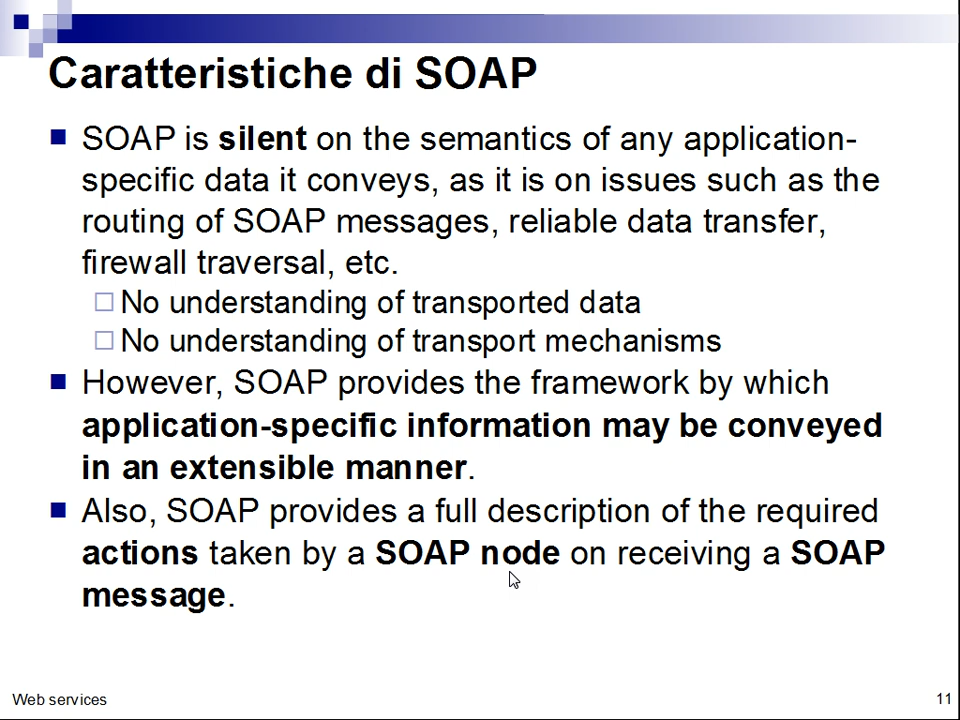 Caratteristiche di SOAP
SOAP is silent on the semantics of any application-
specific data it conveys, as it is on issues such as the
routing of SOAP messages, reliable data transfer,
firewall traversal, etc.
No understanding of transported data
No understanding of transport mechanisms
However, SOAP provides the framework by which
application-specific information may be conveyed
in an extensible manner.
Also, SOAP provides a full description of the required
actions taken by a SOAP node on receiving a SOAP
message.
Web services
11